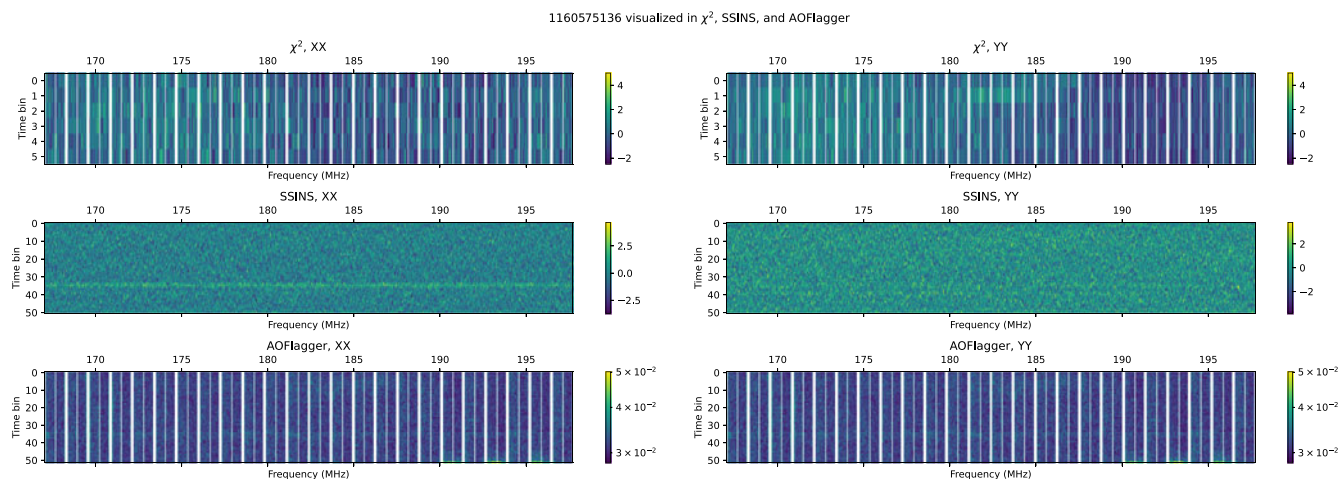 1160575136 visualized in χ², SSINS, and AOFlagger
χ², XX
170 175 180 185 190 195
Time bin
0
1
2
3
4
5
Frequency (MHz)
4
2
0
−2
χ², YY
170 175 180 185 190 195
Time bin
0
1
2
3
4
5
Frequency (MHz)
4
2
0
−2
SSINS, XX
170 175 180 185 190 195
Time bin
0
10
20
30
40
50
Frequency (MHz)
2.5
0.0
−2.5
SSINS, YY
170 175 180 185 190 195
Time bin
0
10
20
30
40
50
Frequency (MHz)
2
0
−2
AOFlagger, XX
170 175 180 185 190 195
Time bin
0
10
20
30
40
50
Frequency (MHz)
5 × 10⁻²
4 × 10⁻²
3 × 10⁻²
AOFlagger, YY
170 175 180 185 190 195
Time bin
0
10
20
30
40
50
Frequency (MHz)
5 × 10⁻²
4 × 10⁻²
3 × 10⁻²